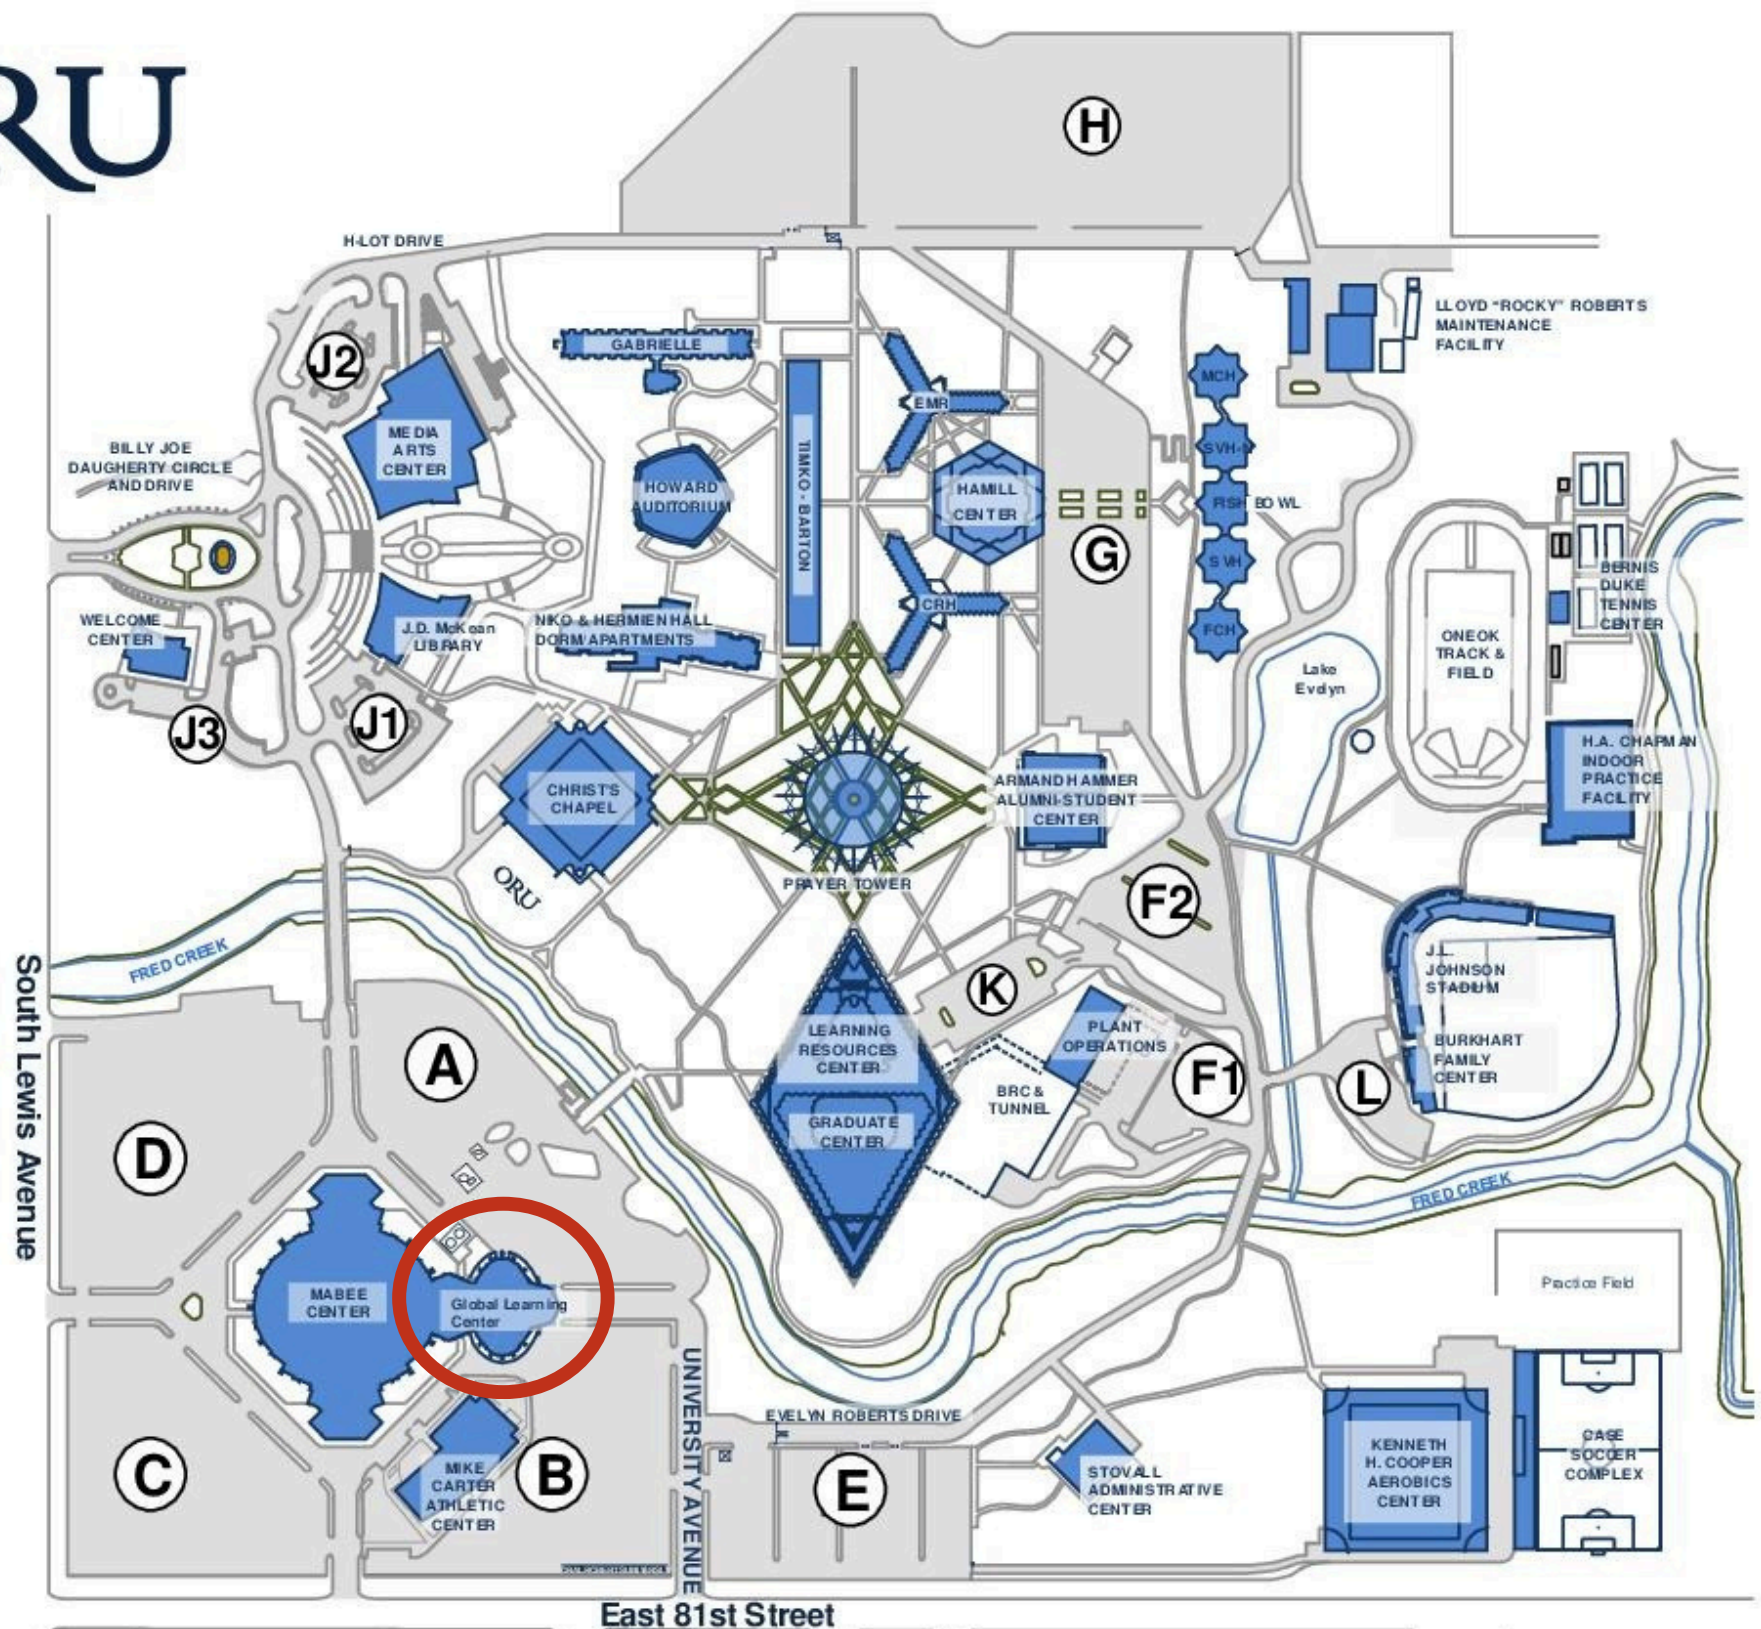 RU
H
H-LOT DRIVE
J2
GABRIELLE
EMR
MCH
LLOYD "ROCKY" ROBERTS
MAINTENANCE
FACILITY
MEDIA
ARTS
CENTER
BILLY JOE
DAUGHERTY CIRCLE
AND DRIVE
HOWARD
AUDITORIUM
TIMKO - BARTON
HAMILL
CENTER
SVH-N
FISH BOWL
G
SVH
FCH
CRH
WELCOME
CENTER
J.D. McKean
LIBRARY
NIKO & HERMIEN HALL
DORM/APARTMENTS
BERNIS
DUKE
TENNIS
CENTER
ONEOK
TRACK &
FIELD
Lake
Evelyn
J3
J1
CHRIST'S
CHAPEL
ARMAND HAMMER
ALUMNI-STUDENT
CENTER
H.A. CHAPMAN
INDOOR
PRACTICE
FACILITY
ORU
PRAYER TOWER
F2
FRED CREEK
South Lewis Avenue
K
J.L.
JOHNSON
STADIUM
LEARNING
RESOURCES
CENTER
PLANT
OPERATIONS
BURKHART
FAMILY
CENTER
A
F1
L
BRC &
TUNNEL
GRADUATE
CENTER
D
FRED CREEK
MABEE
CENTER
Global Learning
Center
Practice Field
UNIVERSITY AVENUE
EVELYN ROBERTS DRIVE
C
MIKE
CARTER
ATHLETIC
CENTER
B
E
STOVALL
ADMINISTRATIVE
CENTER
KENNETH
H. COOPER
AEROBICS
CENTER
CASE
SOCCER
COMPLEX
East 81st Street